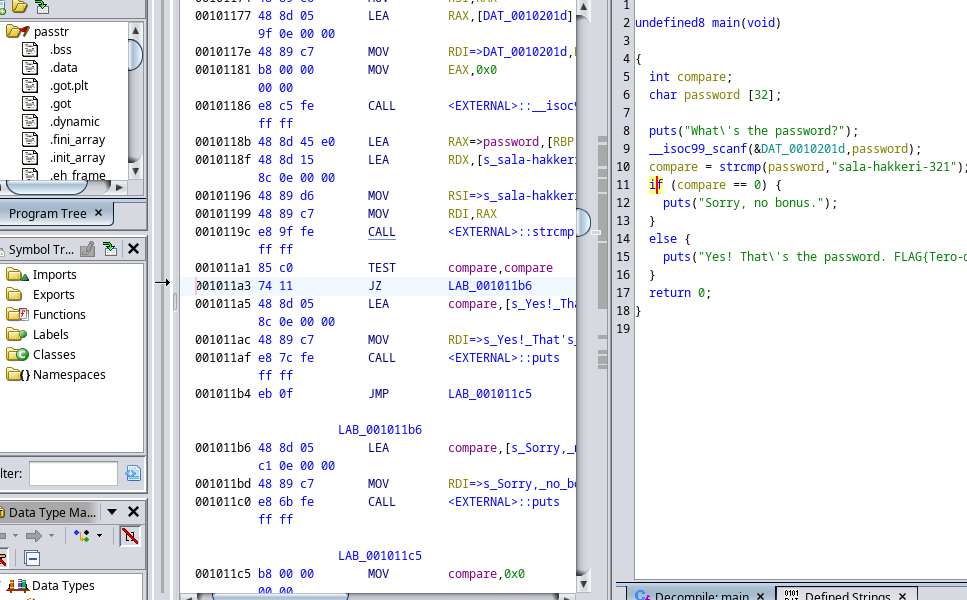 passtr
.bss
.data
.got.plt
.got
.dynamic
.fini_array
.init_array
.eh_frame
Program Tree ×
Symbol Tr...
Imports
Exports
Functions
Labels
Classes
Namespaces
lter:
Data Type Ma...
Data Types
00101177 48 8d 05 LEA RAX,[DAT_0010201d]
9f 0e 00 00
0010117e 48 89 c7 MOV RDI=>DAT_0010201d,
00101181 b8 00 00 MOV EAX,0x0
00 00
00101186 e8 c5 fe CALL <EXTERNAL>::__isoc9
ff ff
0010118b 48 8d 45 e0 LEA RAX=>password,[RBP
0010118f 48 8d 15 LEA RDX,[s_sala-hakkeri
8c 0e 00 00
00101196 48 89 d6 MOV RSI=>s_sala-hakkeri
00101199 48 89 c7 MOV RDI,RAX
0010119c e8 9f fe CALL <EXTERNAL>::strcmp
ff ff
001011a1 85 c0 TEST compare,compare
001011a3 74 11 JZ LAB_001011b6
001011a5 48 8d 05 LEA compare,[s_Yes!_Tha
8c 0e 00 00
001011ac 48 89 c7 MOV RDI=>s_Yes!_That's_
001011af e8 7c fe CALL <EXTERNAL>::puts
ff ff
001011b4 eb 0f JMP LAB_001011c5
LAB_001011b6
001011b6 48 8d 05 LEA compare,[s_Sorry,_n
c1 0e 00 00
001011bd 48 89 c7 MOV RDI=>s_Sorry,_no_bo
001011c0 e8 6b fe CALL <EXTERNAL>::puts
ff ff
LAB_001011c5
001011c5 b8 00 00 MOV compare,0x0
00 00
1
2 undefined8 main(void)
3
4 {
5 int compare;
6 char password [32];
7
8 puts("What\'s the password?");
9 __isoc99_scanf(&DAT_0010201d,password);
10 compare = strcmp(password,"sala-hakkeri-321");
11 if (compare == 0) {
12 puts("Sorry, no bonus.");
13 }
14 else {
15 puts("Yes! That\'s the password. FLAG{Tero-d
16 }
17 return 0;
18 }
19
Decompile: main ×
Defined Strings ×